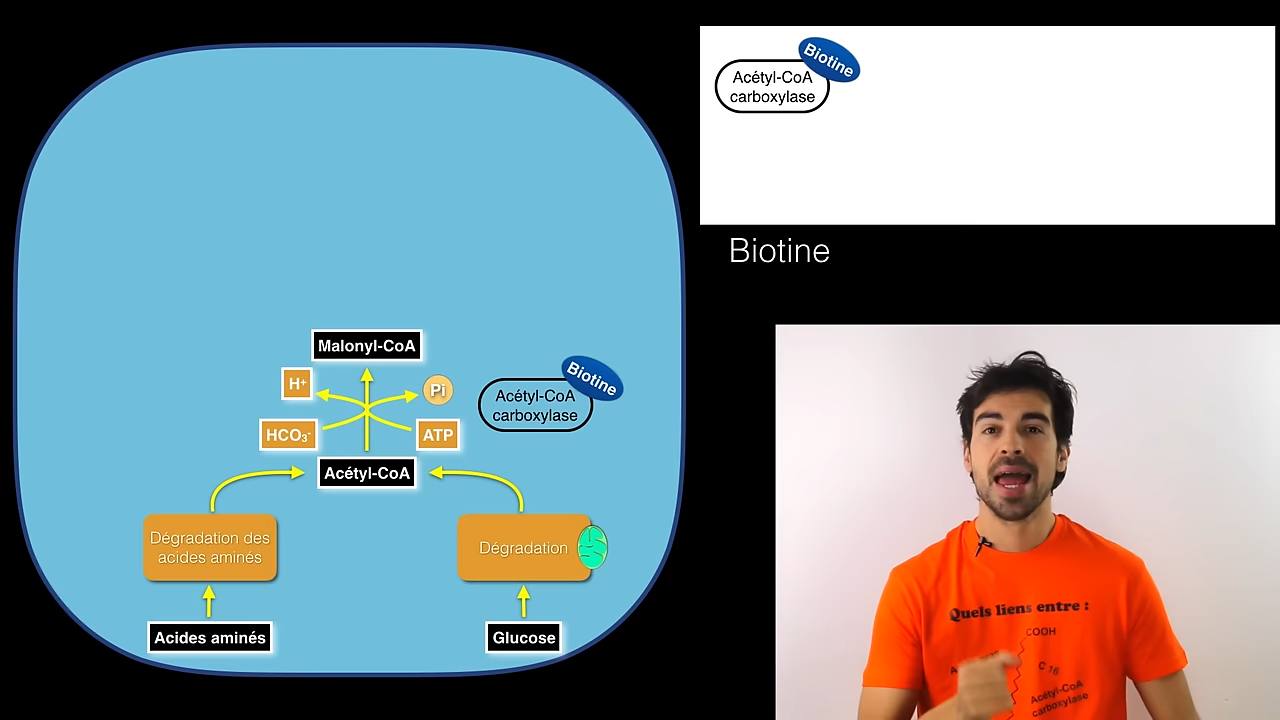 Malonyl-CoA
H+
Pi
HCO3-
ATP
Acétyl-CoA
Biotine
Acétyl-CoA
carboxylase
Dégradation des
acides aminés
Dégradation
Acides aminés
Glucose
Biotine
Acétyl-CoA
carboxylase
Biotine
Quels liens entre :
COOH
C 16
Acétyl-CoA
carboxylase